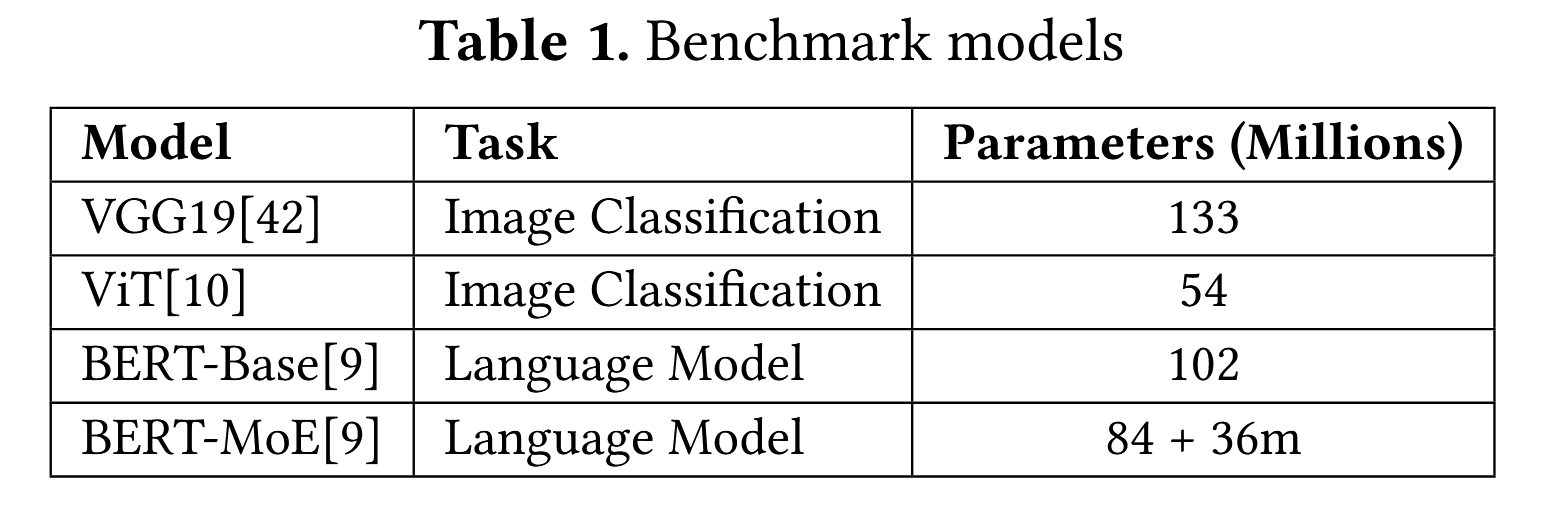 Table 1. Benchmark models
Model Task Parameters (Millions)
VGG19[42] Image Classification 133
ViT[10] Image Classification 54
BERT-Base[9] Language Model 102
BERT-MoE[9] Language Model 84 + 36m